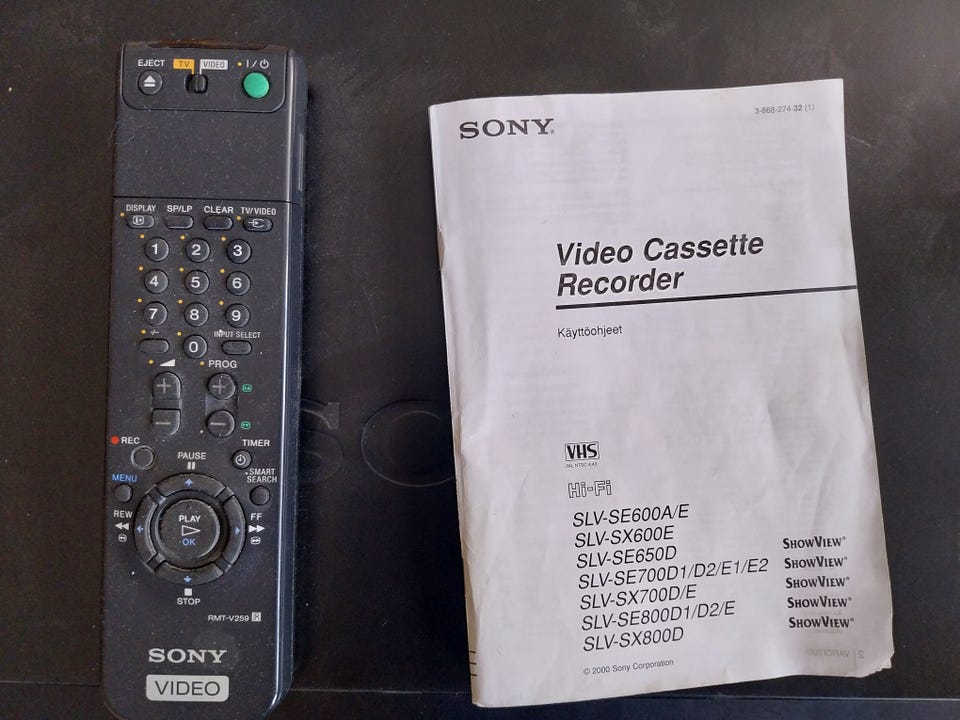 EJECT TV VIDEO I/⏻
DISPLAY SP/LP CLEAR TV/VIDEO
1 2 3
4 5 6
7 8 9
-/-- 0 INPUT SELECT
PROG
+ +
− −
REC TIMER
PAUSE
MENU SMART
SEARCH
REW PLAY FF
OK
STOP
RMT-V259 R
SONY
VIDEO
SONY®
3-868-274-32 (1)
Video Cassette
Recorder
Käyttöohjeet
VHS
PAL NTSC 4.43
Hi-Fi
SLV-SE600A/E
SLV-SX600E
SLV-SE650D SHOWVIEW®
SLV-SE700D1/D2/E1/E2 SHOWVIEW®
SLV-SX700D/E SHOWVIEW®
SLV-SE800D1/D2/E SHOWVIEW®
SLV-SX800D SHOWVIEW®
© 2000 Sony Corporation